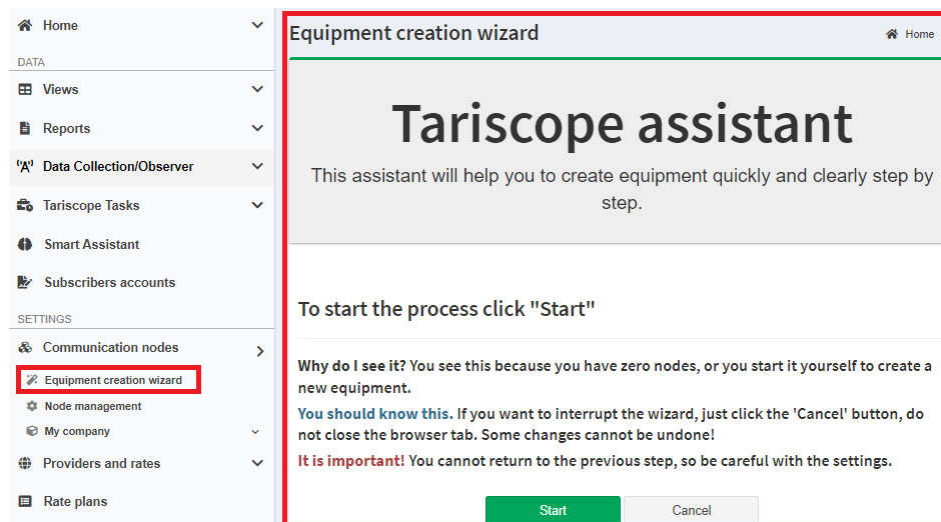 Home
DATA
Views
Reports
Data Collection/Observer
Tariscope Tasks
Smart Assistant
Subscribers accounts
SETTINGS
Communication nodes
Equipment creation wizard
Node management
My company
Providers and rates
Rate plans
Equipment creation wizard
Home
Tariscope assistant
This assistant will help you to create equipment quickly and clearly step by
step.
To start the process click "Start"
Why do I see it? You see this because you have zero nodes, or you start it yourself to create a
new equipment.
You should know this. If you want to interrupt the wizard, just click the 'Cancel' button, do
not close the browser tab. Some changes cannot be undone!
It is important! You cannot return to the previous step, so be careful with the settings.
Start
Cancel